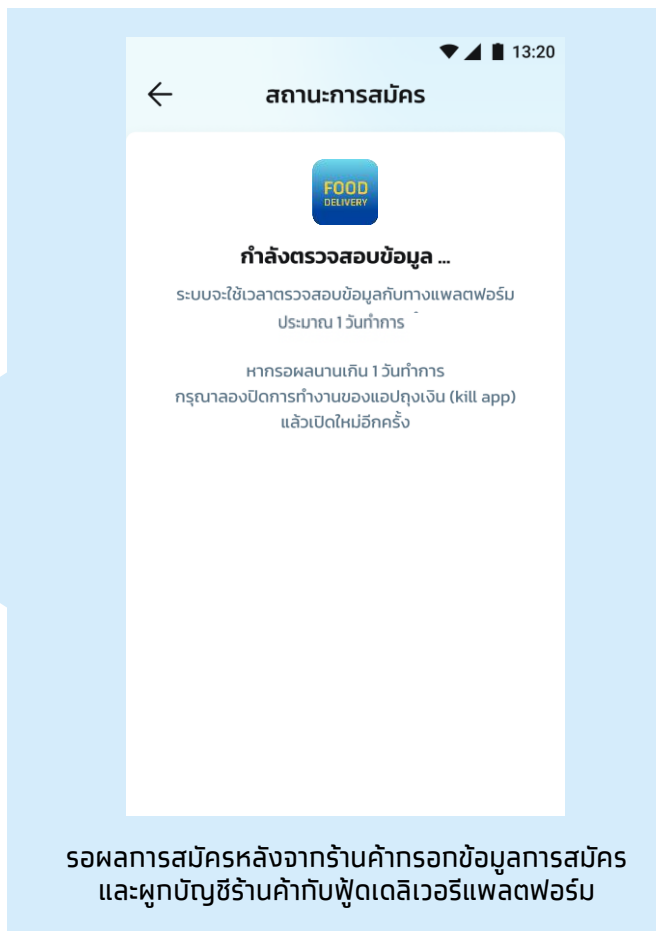 13:20
สถานะการสมัคร
FOOD
DELIVERY
กำลังตรวจสอบข้อมูล ...
ระบบจะใช้เวลาตรวจสอบข้อมูลกับทางแพลตฟอร์ม
ประมาณ 1 วันทำการ
หากรอผลนานเกิน 1 วันทำการ
กรุณาลองปิดการทำงานของแอปถุงเงิน (kill app)
แล้วเปิดใหม่อีกครั้ง
รอผลการสมัครหลังจากร้านค้ากรอกข้อมูลการสมัคร
และผูกบัญชีร้านค้ากับฟู้ดเดลิเวอรีแพลตฟอร์ม